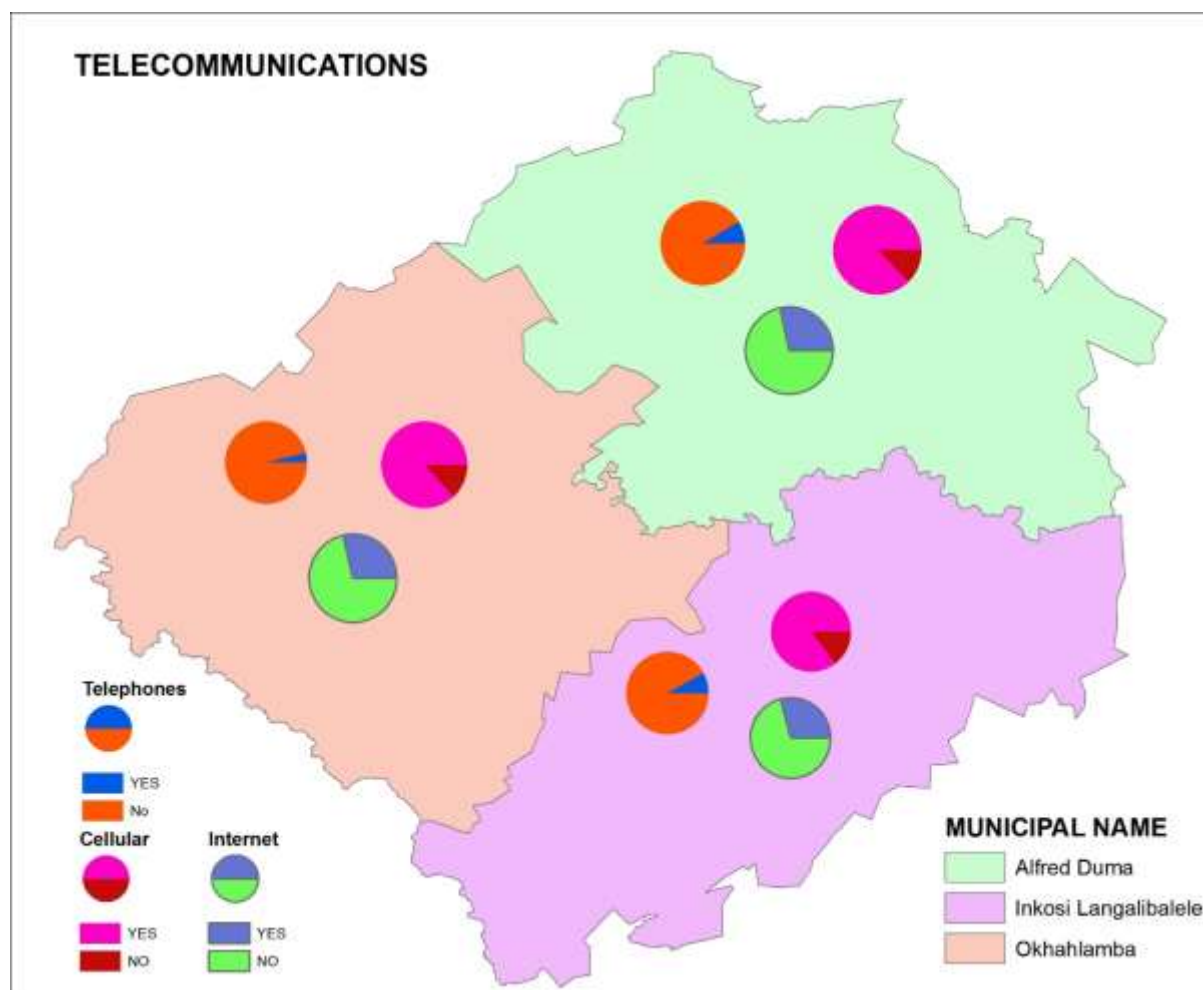 TELECOMMUNICATIONS
Telephones
YES
No
Cellular
YES
NO
Internet
YES
NO
MUNICIPAL NAME
Alfred Duma
Inkosi Langalibalele
Okhahlamba